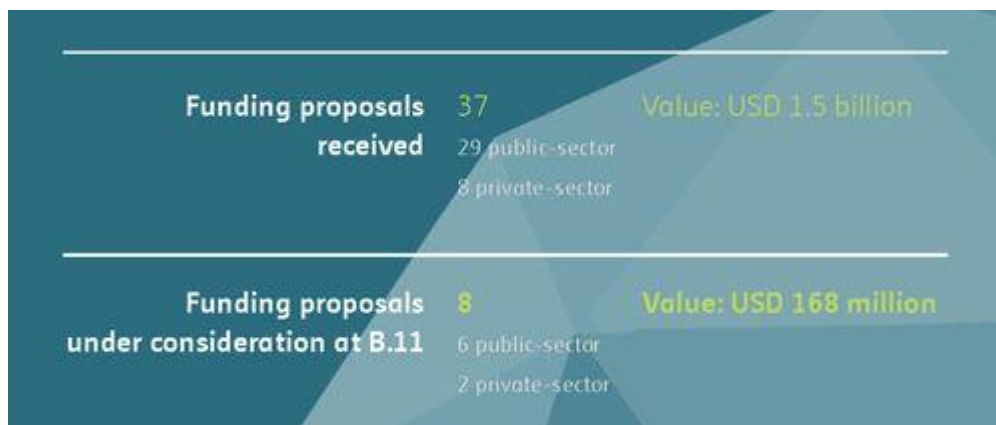 Funding proposals received
37
Value: USD 1.5 billion
29 public-sector
8 private-sector
Funding proposals under consideration at B.11
8
Value: USD 168 million
6 public-sector
2 private-sector